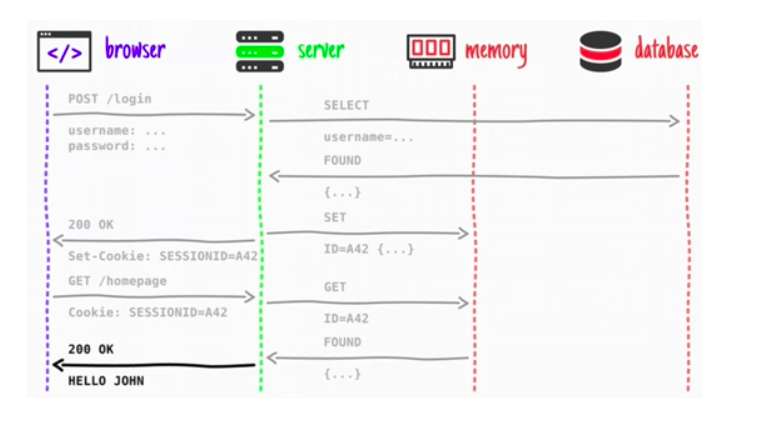 </> browser server memory database
POST /login
SELECT
username: ...
username=...
password: ...
FOUND
{...}
SET
200 OK
ID=A42 {...}
Set-Cookie: SESSIONID=A42
GET /homepage
GET
Cookie: SESSIONID=A42
ID=A42
FOUND
200 OK
{...}
HELLO JOHN